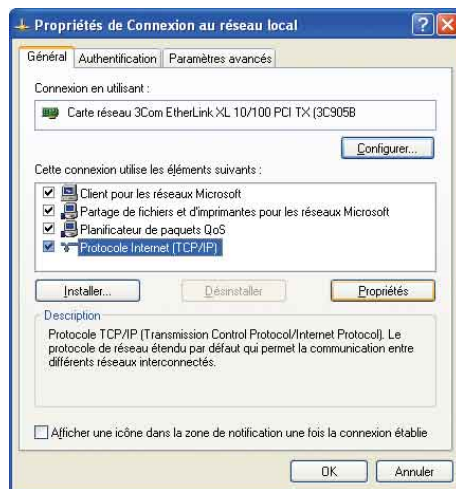 Propriétés de Connexion au réseau local
Général Authentification Paramètres avancés
Connexion en utilisant :
Carte réseau 3Com EtherLink XL 10/100 PCI TX (3C905B
Configurer...
Cette connexion utilise les éléments suivants :
Client pour les réseaux Microsoft
Partage de fichiers et d'imprimantes pour les réseaux Microsoft
Planificateur de paquets QoS
Protocole Internet (TCP/IP)
Installer... Désinstaller Propriétés
Description
Protocole TCP/IP (Transmission Control Protocol/Internet Protocol). Le
protocole de réseau étendu par défaut qui permet la communication entre
différents réseaux interconnectés.
Afficher une icône dans la zone de notification une fois la connexion établie
OK Annuler